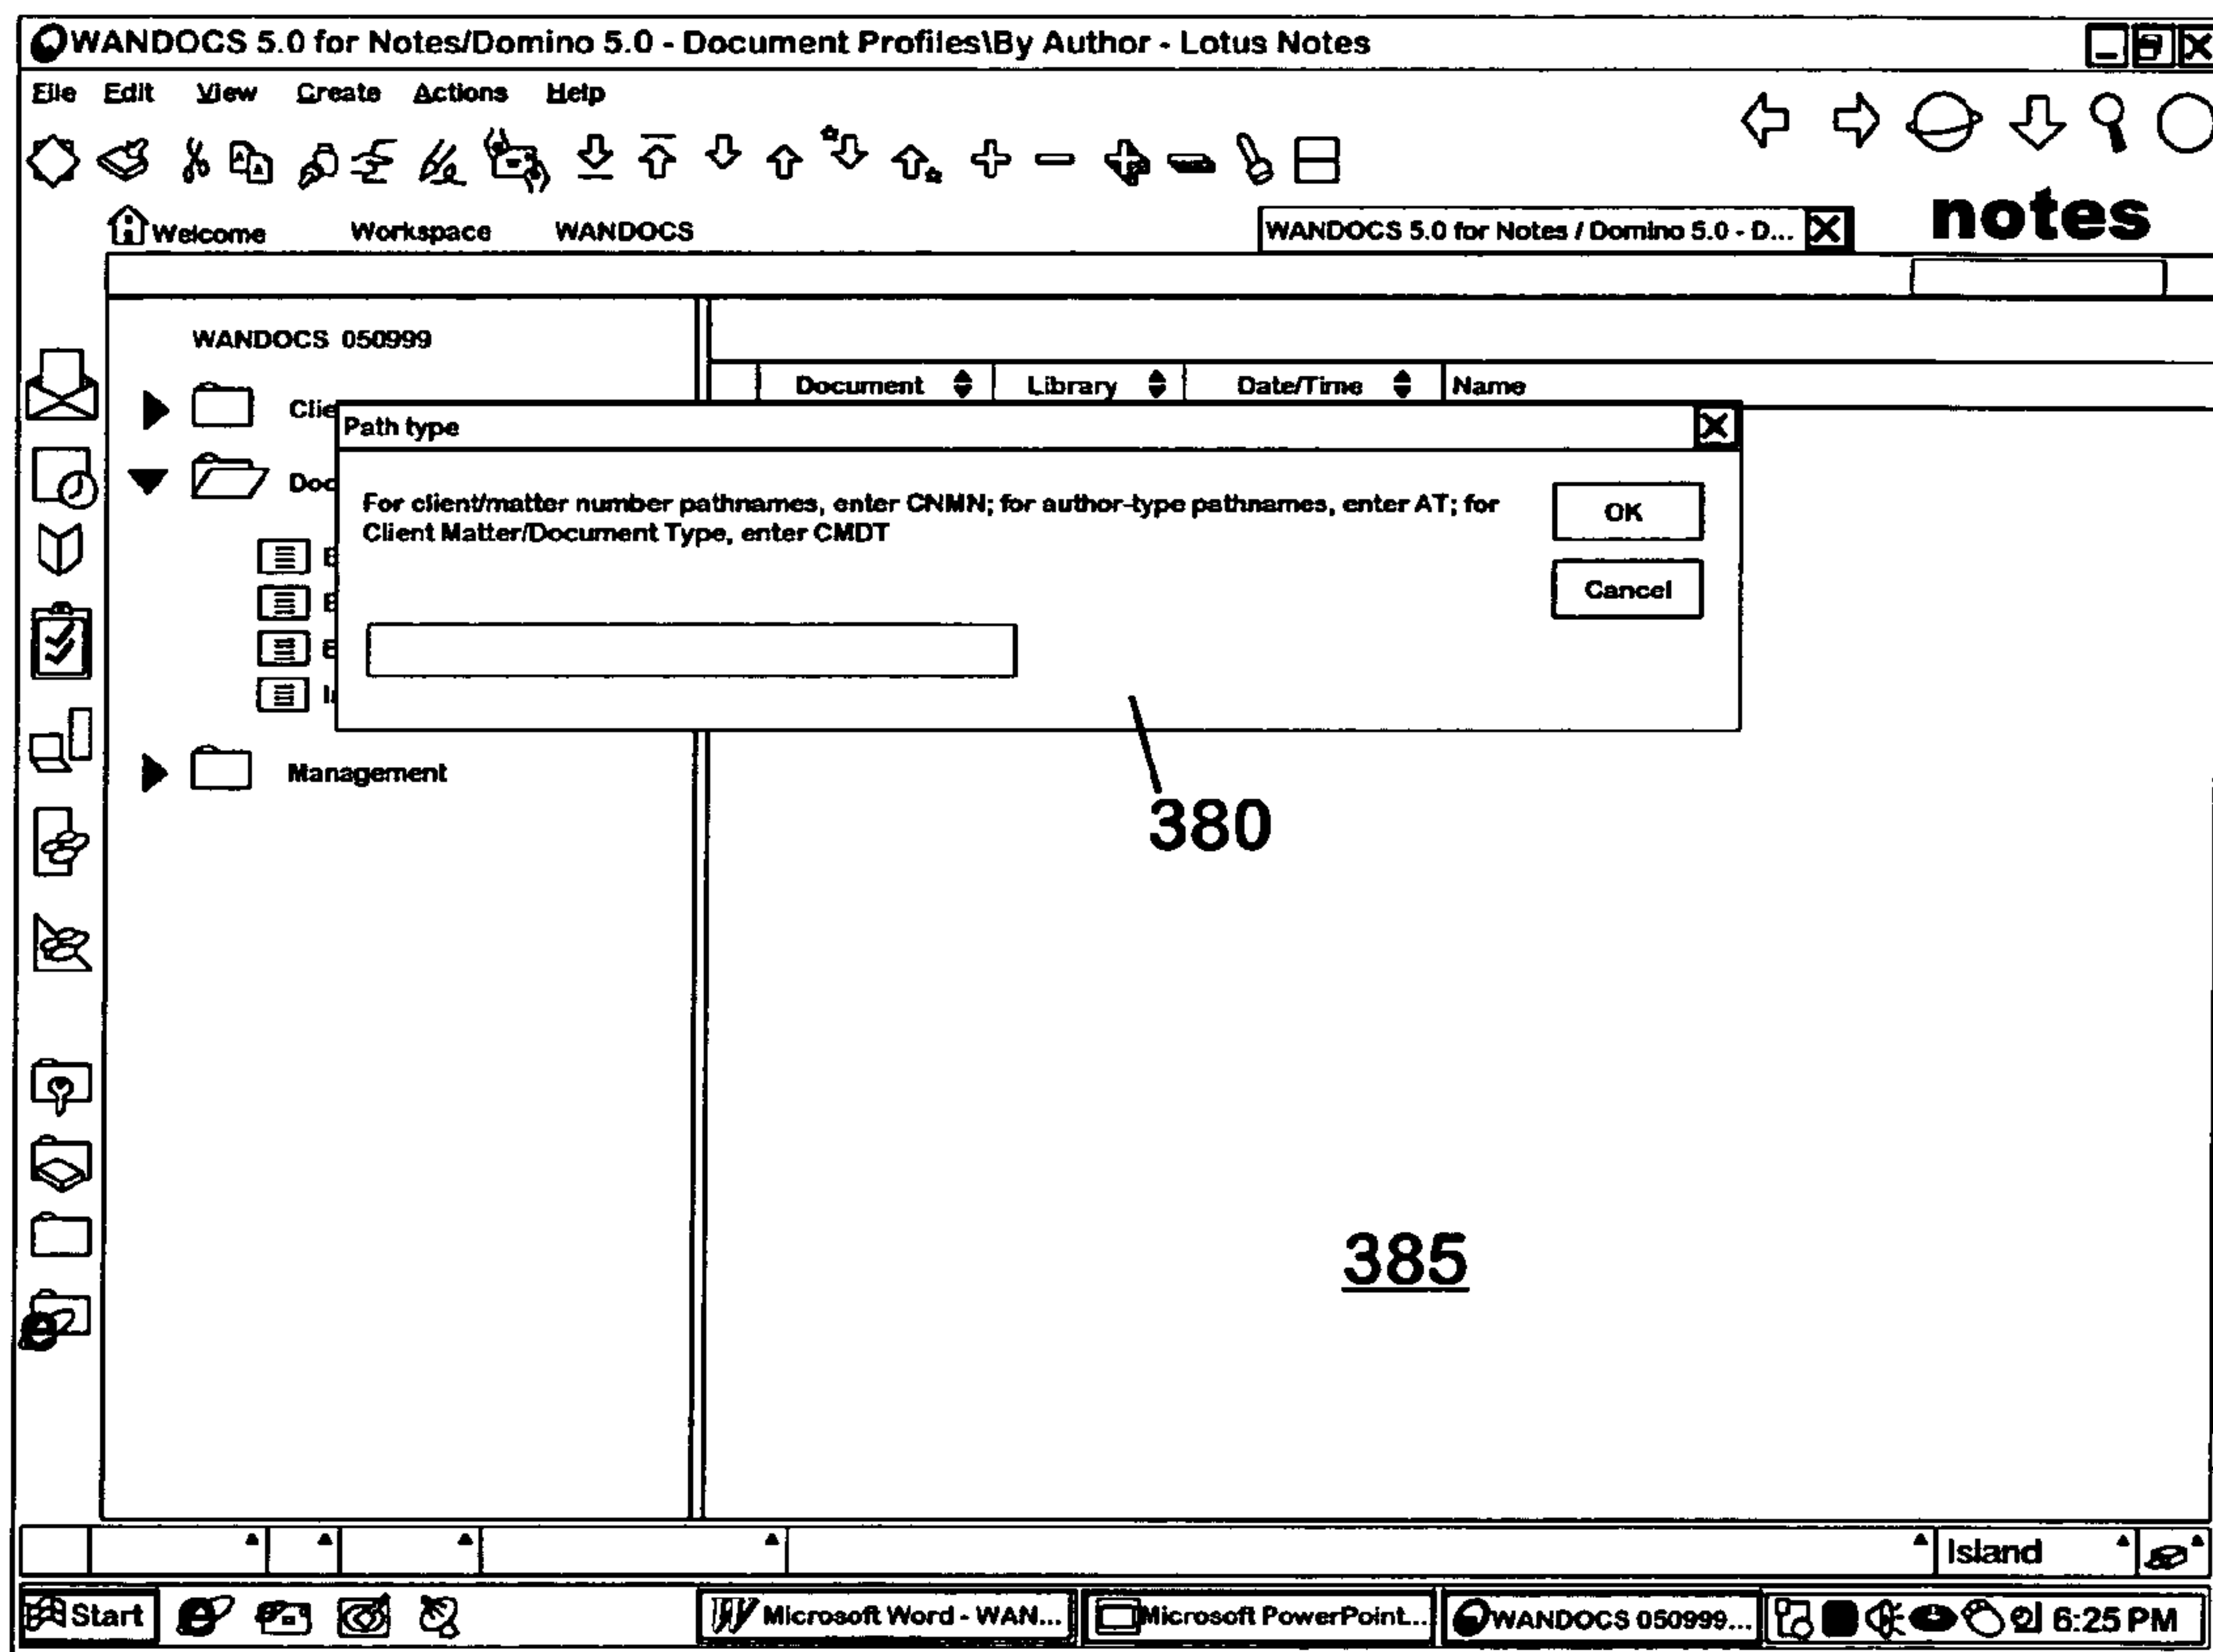 WANDOCS 5.0 for Notes/Domino 5.0 - Document Profiles\By Author - Lotus Notes
File Edit View Create Actions Help
notes
Welcome Workspace WANDOCS WANDOCS 5.0 for Notes / Domino 5.0 - D...
WANDOCS 050999
Document Library Date/Time Name
Clie
Path type
Doc
For client/matter number pathnames, enter CNMN; for author-type pathnames, enter AT; for
Client Matter/Document Type, enter CMDT
OK
Cancel
Management
380
385
Island
Start Microsoft Word - WAN... Microsoft PowerPoint... WANDOCS 050999... 6:25 PM